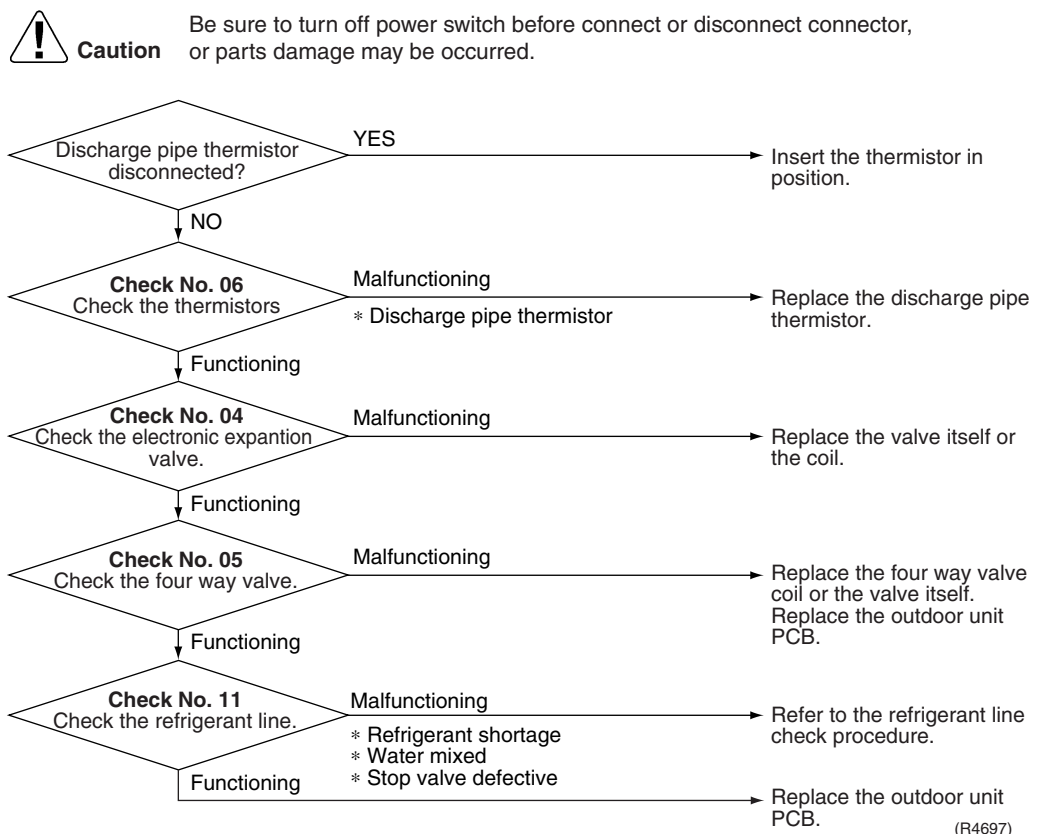 Be sure to turn off power switch before connect or disconnect connector,
Caution or parts damage may be occurred.
Discharge pipe thermistor
disconnected?
YES
Insert the thermistor in
position.
NO
Check No. 06
Check the thermistors
Malfunctioning
∗ Discharge pipe thermistor
Replace the discharge pipe
thermistor.
Functioning
Check No. 04
Check the electronic expantion
valve.
Malfunctioning
Replace the valve itself or
the coil.
Functioning
Check No. 05
Check the four way valve.
Malfunctioning
Replace the four way valve
coil or the valve itself.
Replace the outdoor unit
PCB.
Functioning
Check No. 11
Check the refrigerant line.
Malfunctioning
∗ Refrigerant shortage
∗ Water mixed
∗ Stop valve defective
Refer to the refrigerant line
check procedure.
Functioning
Replace the outdoor unit
PCB.
(R4697)